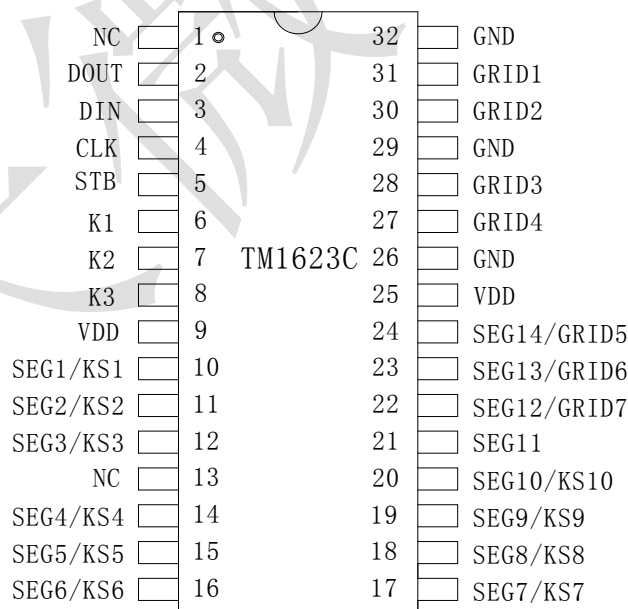 NC 1 32 GND
DOUT 2 31 GRID1
DIN 3 30 GRID2
CLK 4 29 GND
STB 5 28 GRID3
K1 6 27 GRID4
K2 7 TM1623C 26 GND
K3 8 25 VDD
VDD 9 24 SEG14/GRID5
SEG1/KS1 10 23 SEG13/GRID6
SEG2/KS2 11 22 SEG12/GRID7
SEG3/KS3 12 21 SEG11
NC 13 20 SEG10/KS10
SEG4/KS4 14 19 SEG9/KS9
SEG5/KS5 15 18 SEG8/KS8
SEG6/KS6 16 17 SEG7/KS7